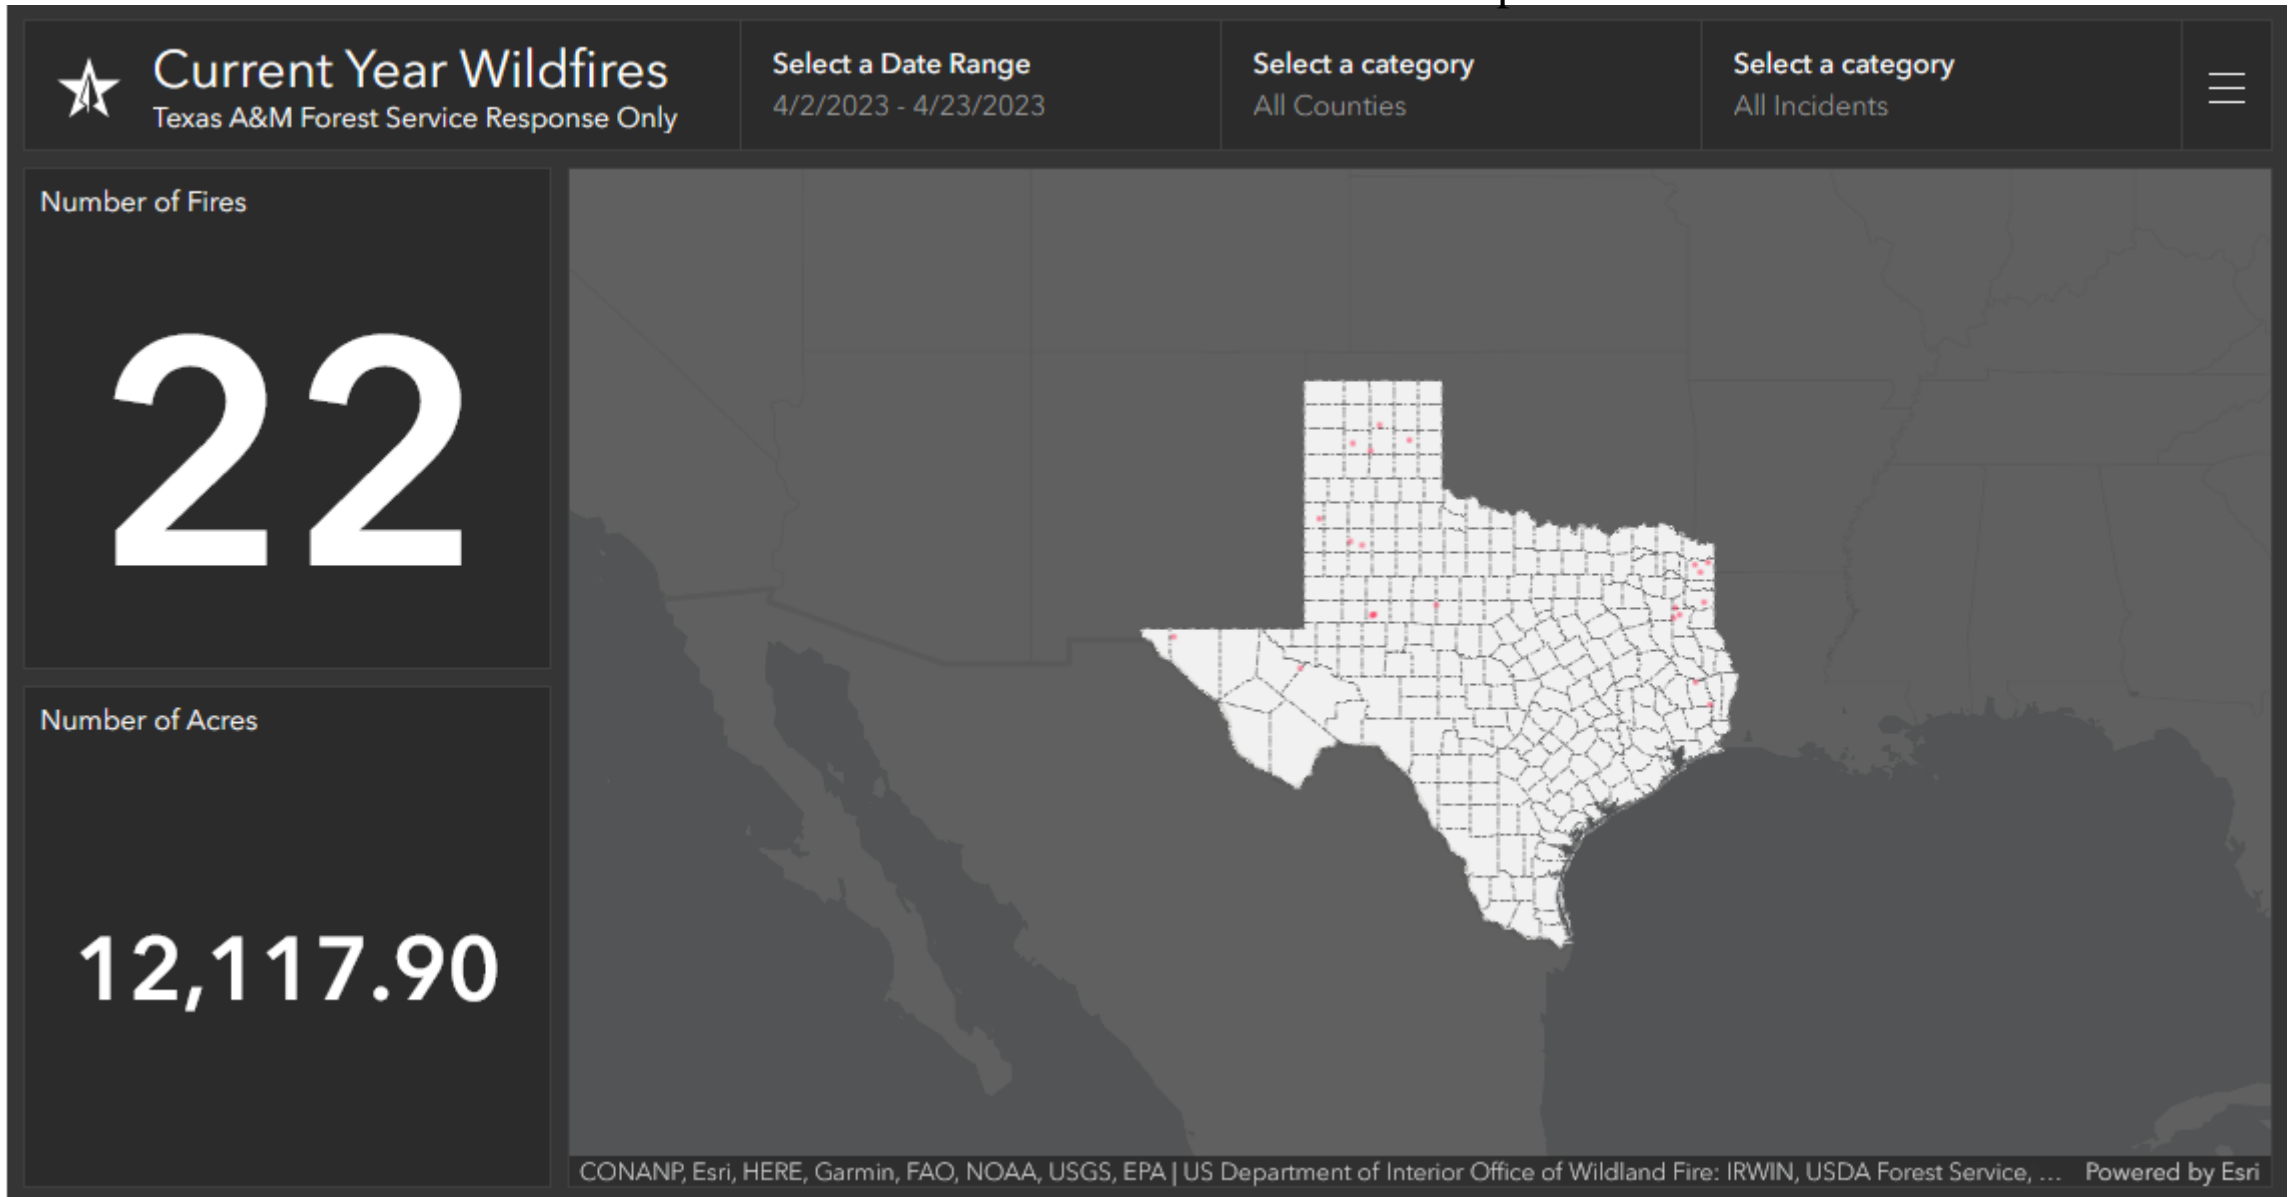 Current Year Wildfires
Texas A&M Forest Service Response Only
Select a Date Range
4/2/2023 - 4/23/2023
Select a category
All Counties
Select a category
All Incidents
Number of Fires
22
Number of Acres
12,117.90
CONANP, Esri, HERE, Garmin, FAO, NOAA, USGS, EPA | US Department of Interior Office of Wildland Fire: IRWIN, USDA Forest Service, ... Powered by Esri